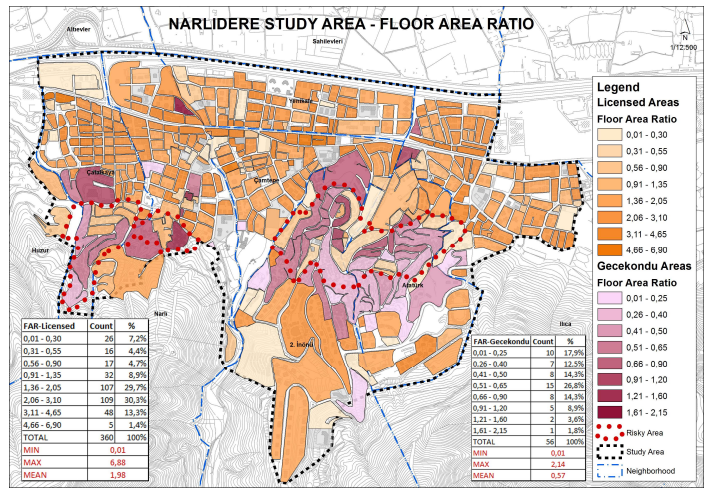 NARLIDERE STUDY AREA - FLOOR AREA RATIO
Altıevler
Sahilevleri
N
1/12.500
Yenikale
Çatalkaya
Çamtepe
Huzur
Narlı
Atatürk
2. İnönü
Ilıca
Legend
Licensed Areas
Floor Area Ratio
0,01 - 0,30
0,31 - 0,55
0,56 - 0,90
0,91 - 1,35
1,36 - 2,05
2,06 - 3,10
3,11 - 4,65
4,66 - 6,90
Gecekondu Areas
Floor Area Ratio
0,01 - 0,25
0,26 - 0,40
0,41 - 0,50
0,51 - 0,65
0,66 - 0,90
0,91 - 1,20
1,21 - 1,60
1,61 - 2,15
Risky Area
Study Area
Neighborhood
FAR-Licensed Count %
0,01 - 0,30 26 7,2%
0,31 - 0,55 16 4,4%
0,56 - 0,90 17 4,7%
0,91 - 1,35 32 8,9%
1,36 - 2,05 107 29,7%
2,06 - 3,10 109 30,3%
3,11 - 4,65 48 13,3%
4,66 - 6,90 5 1,4%
TOTAL 360 100%
MIN 0,01
MAX 6,88
MEAN 1,98
FAR-Gecekondu Count %
0,01 - 0,25 10 17,9%
0,26 - 0,40 7 12,5%
0,41 - 0,50 8 14,3%
0,51 - 0,65 15 26,8%
0,66 - 0,90 8 14,3%
0,91 - 1,20 5 8,9%
1,21 - 1,60 2 3,6%
1,61 - 2,15 1 1,8%
TOTAL 56 100%
MIN 0,01
MAX 2,14
MEAN 0,57